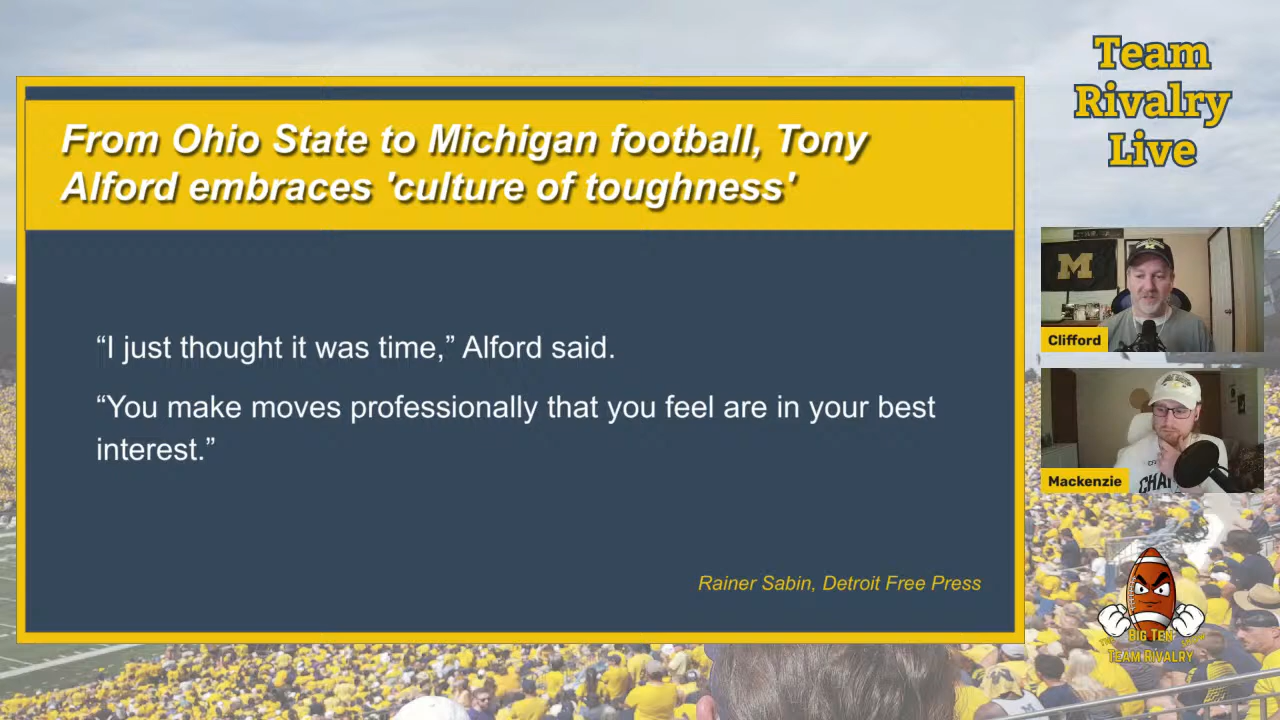 From Ohio State to Michigan football, Tony
Alford embraces 'culture of toughness'
“I just thought it was time,” Alford said.
“You make moves professionally that you feel are in your best
interest.”
Rainer Sabin, Detroit Free Press
Team
Rivalry
Live
M
Clifford
Mackenzie
BIG TEN
TEAM RIVALRY